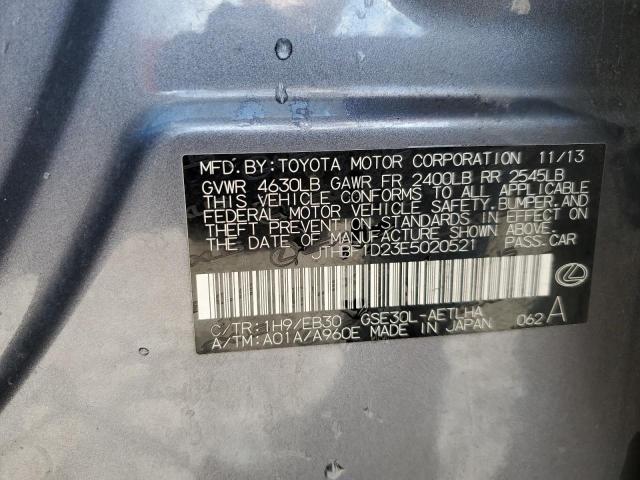 MFD. BY: TOYOTA MOTOR CORPORATION 11/13
GVWR 4630LB GAWR FR 2400LB RR 2545LB
THIS VEHICLE CONFORMS TO ALL APPLICABLE
FEDERAL MOTOR VEHICLE SAFETY, BUMPER, AND
THEFT PREVENTION STANDARDS IN EFFECT ON
THE DATE OF MANUFACTURE SHOWN ABOVE.
JTHBF1D23E5020521 PASS. CAR
C/TR: 1H9/EB30 GSE30L-AETLHA
A/TM: A01A/A960E MADE IN JAPAN 062 A